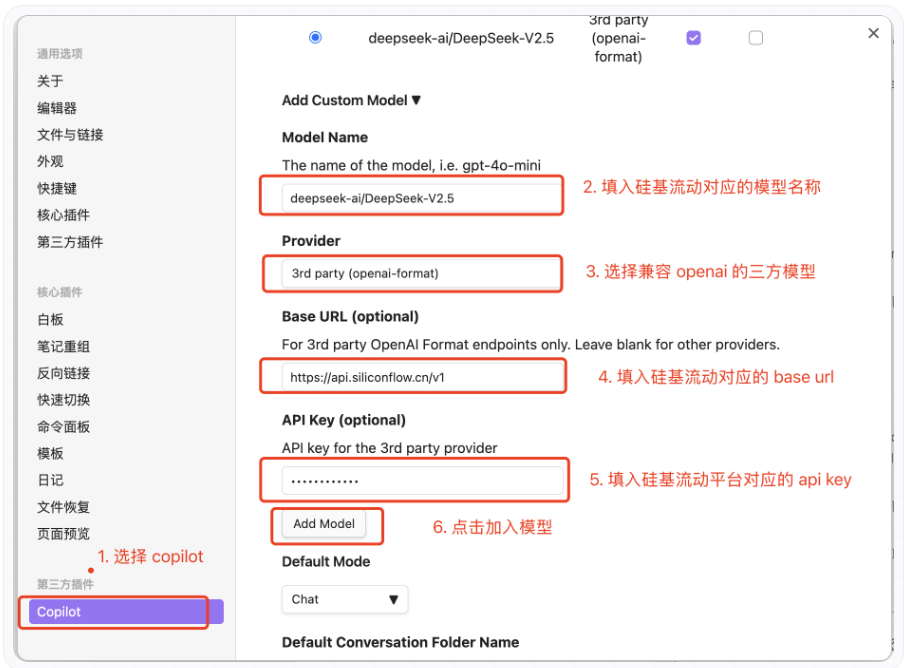 通用选项
关于
编辑器
文件与链接
外观
快捷键
核心插件
第三方插件
核心插件
白板
笔记重组
反向链接
快速切换
命令面板
模板
日记
文件恢复
页面预览
1. 选择 copilot
第三方插件
Copilot
deepseek-ai/DeepSeek-V2.5
3rd party
(openai-
format)
Add Custom Model ▼
Model Name
The name of the model, i.e. gpt-4o-mini
deepseek-ai/DeepSeek-V2.5
2. 填入硅基流动对应的模型名称
Provider
3rd party (openai-format)
3. 选择兼容 openai 的三方模型
Base URL (optional)
For 3rd party OpenAI Format endpoints only. Leave blank for other providers.
https://api.siliconflow.cn/v1
4. 填入硅基流动对应的 base url
API Key (optional)
API key for the 3rd party provider
••••••••••••
5. 填入硅基流动平台对应的 api key
Add Model
6. 点击加入模型
Default Mode
Chat ▼
Default Conversation Folder Name